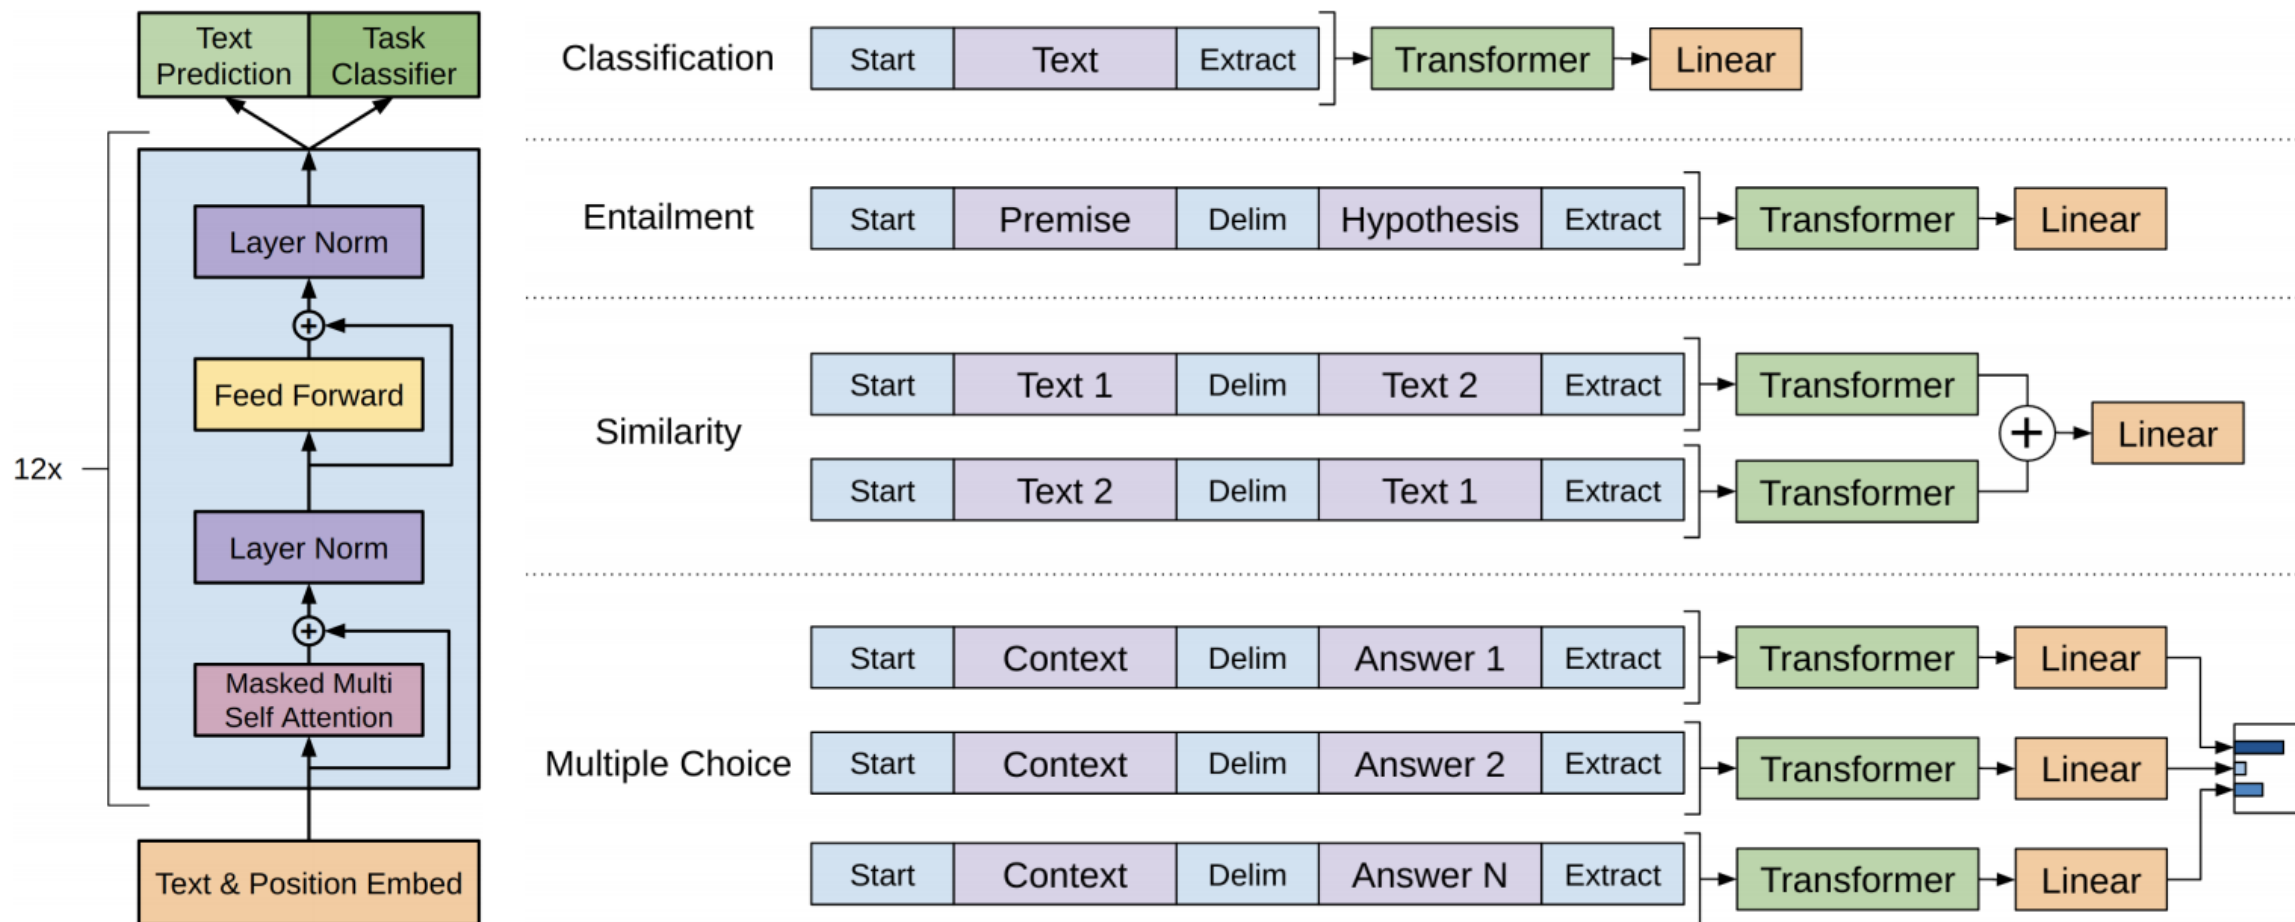 Text
Prediction
Task
Classifier
12x
Layer Norm
+
Feed Forward
Layer Norm
+
Masked Multi
Self Attention
Text & Position Embed
Classification Start Text Extract Transformer Linear
Entailment Start Premise Delim Hypothesis Extract Transformer Linear
Similarity
Start Text 1 Delim Text 2 Extract Transformer
+ Linear
Start Text 2 Delim Text 1 Extract Transformer
Multiple Choice
Start Context Delim Answer 1 Extract Transformer Linear
Start Context Delim Answer 2 Extract Transformer Linear
Start Context Delim Answer N Extract Transformer Linear